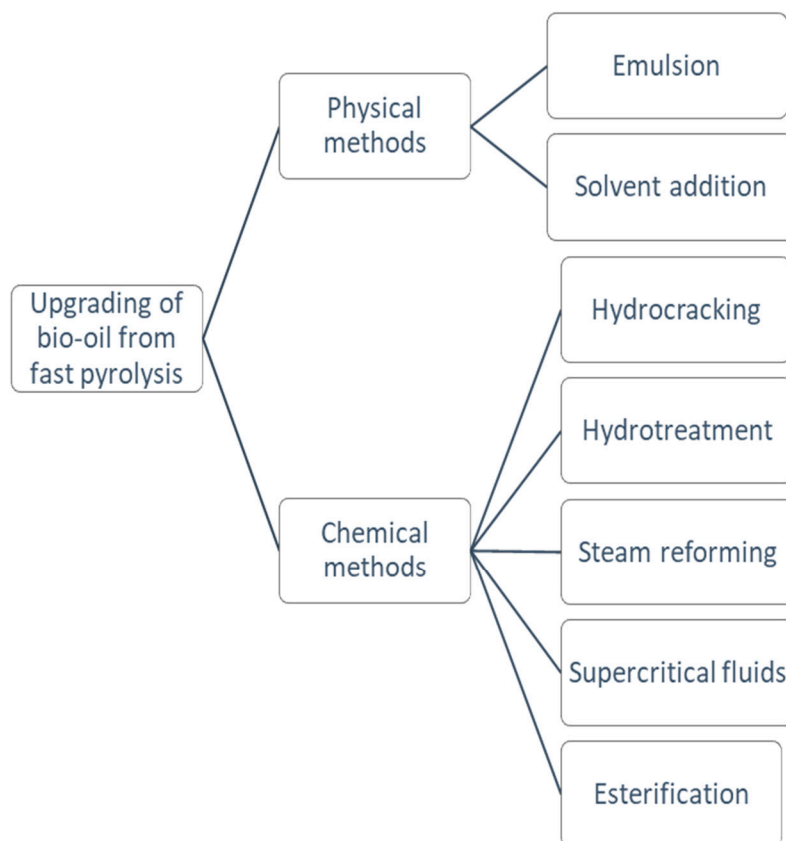 Emulsion
Physical
methods
Solvent addition
Upgrading of
bio-oil from
fast pyrolysis
Hydrocracking
Hydrotreatment
Chemical
methods
Steam reforming
Supercritical fluids
Esterification